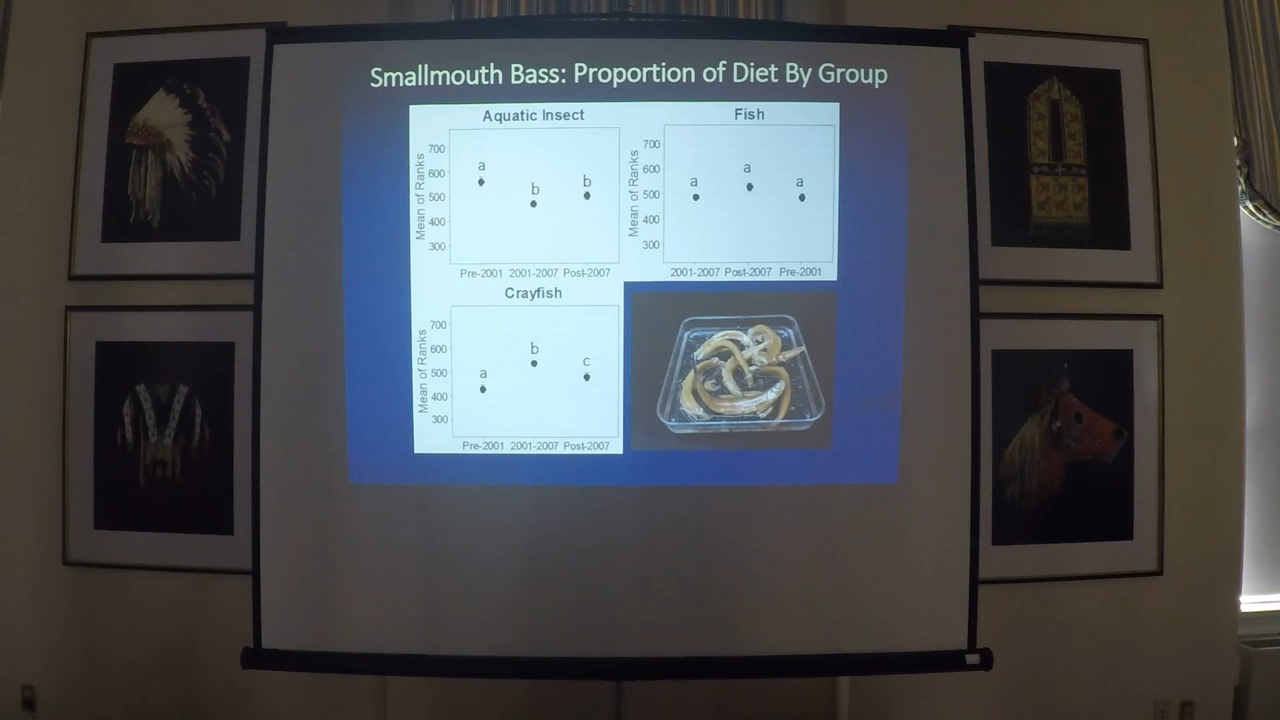 Smallmouth Bass: Proportion of Diet By Group
Aquatic Insect
Mean of Ranks
700
600
500
400
300
a
b
b
Pre-2001 2001-2007 Post-2007
Fish
Mean of Ranks
700
600
500
400
300
a
a
a
2001-2007 Post-2007 Pre-2001
Crayfish
Mean of Ranks
700
600
500
400
300
a
b
c
Pre-2001 2001-2007 Post-2007